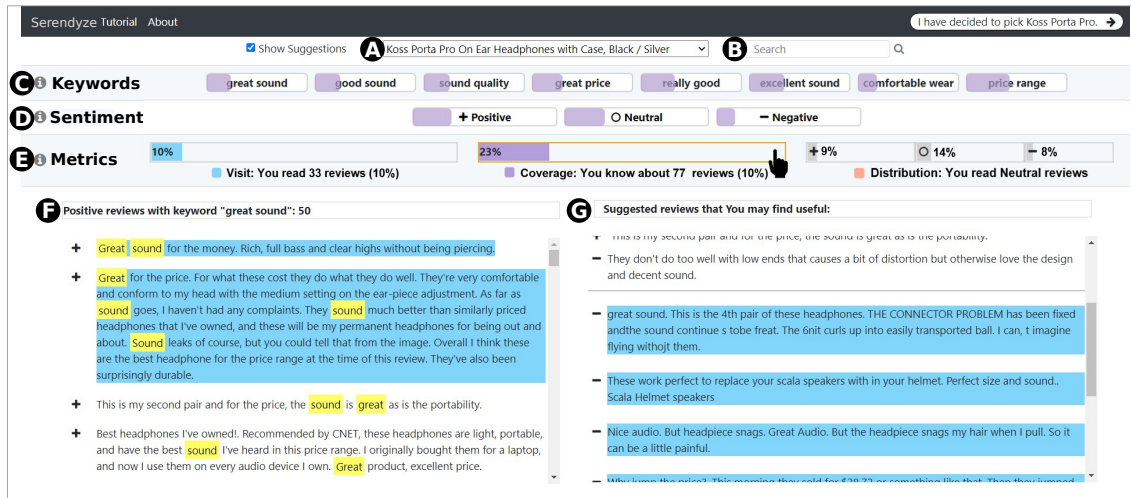 Serendyze Tutorial About
I have decided to pick Koss Porta Pro. ➔
Show Suggestions
A Koss Porta Pro On Ear Headphones with Case, Black / Silver
B Search
C Keywords
great sound good sound sound quality great price really good excellent sound comfortable wear price range
D Sentiment
+ Positive O Neutral − Negative
E Metrics
10% 23% + 9% O 14% − 8%
Visit: You read 33 reviews (10%) Coverage: You know about 77 reviews (10%) Distribution: You read Neutral reviews
F Positive reviews with keyword "great sound": 50
+ Great sound for the money. Rich, full bass and clear highs without being piercing.
+ Great for the price. For what these cost they do what they do well. They're very comfortable
and conform to my head with the medium setting on the ear-piece adjustment. As far as
sound goes, I haven't had any complaints. They sound much better than similarly priced
headphones that I've owned, and these will be my permanent headphones for being out and
about. Sound leaks of course, but you could tell that from the image. Overall I think these
are the best headphone for the price range at the time of this review. They've also been
surprisingly durable.
+ This is my second pair and for the price, the sound is great as is the portability.
+ Best headphones I've owned!. Recommended by CNET, these headphones are light, portable,
and have the best sound I've heard in this price range. I originally bought them for a laptop,
and now I use them on every audio device I own. Great product, excellent price.
G Suggested reviews that You may find useful:
+ This is my second pair and for the price, the sound is great as is the portability.
− They don't do too well with low ends that causes a bit of distortion but otherwise love the design
and decent sound.
− great sound. This is the 4th pair of these headphones. THE CONNECTOR PROBLEM has been fixed
andthe sound continue s tobe freat. The 6nit curls up into easily transported ball. I can, t imagine
flying withojt them.
− These work perfect to replace your scala speakers with in your helmet. Perfect size and sound..
Scala Helmet speakers
− Nice audio. But headpiece snags. Great Audio. But the headpiece snags my hair when I pull. So it
can be a little painful.
− Why jump the price?. This morning they sold for $28.72 or something like that. Then they jumped